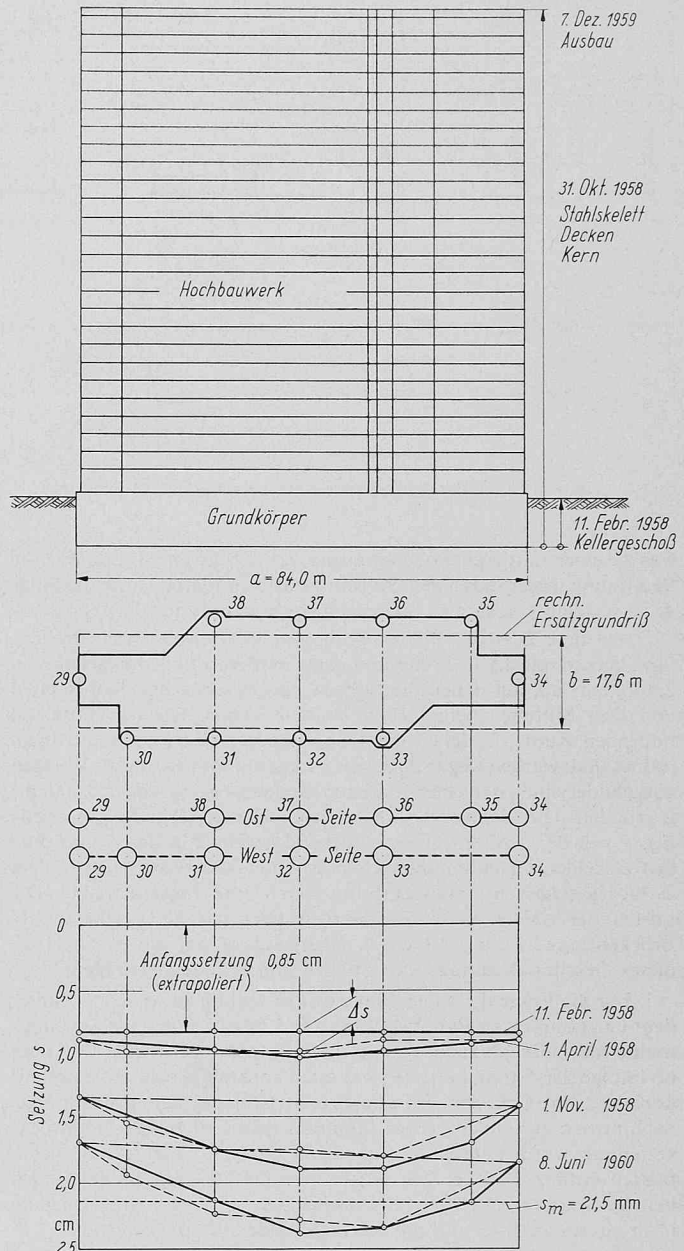 7. Dez. 1959
Ausbau
31. Okt. 1958
Stahlskelett
Decken
Kern
Hochbauwerk
Grundkörper
11. Febr. 1958
Kellergeschoß
a = 84,0 m
38 37 36 35
rechn.
Ersatzgrundriß
29 34 b = 17,6 m
30 31 32 33
29 38 37 36 35 34
Ost Seite
West Seite
29 30 31 32 33 34
0
Anfangssetzung 0,85 cm
(extrapoliert)
0,5
Δs
11. Febr. 1958
1,0
1. April 1958
Setzung s
1. Nov. 1958
1,5
8. Juni 1960
2,0
sm = 21,5 mm
cm
2,5